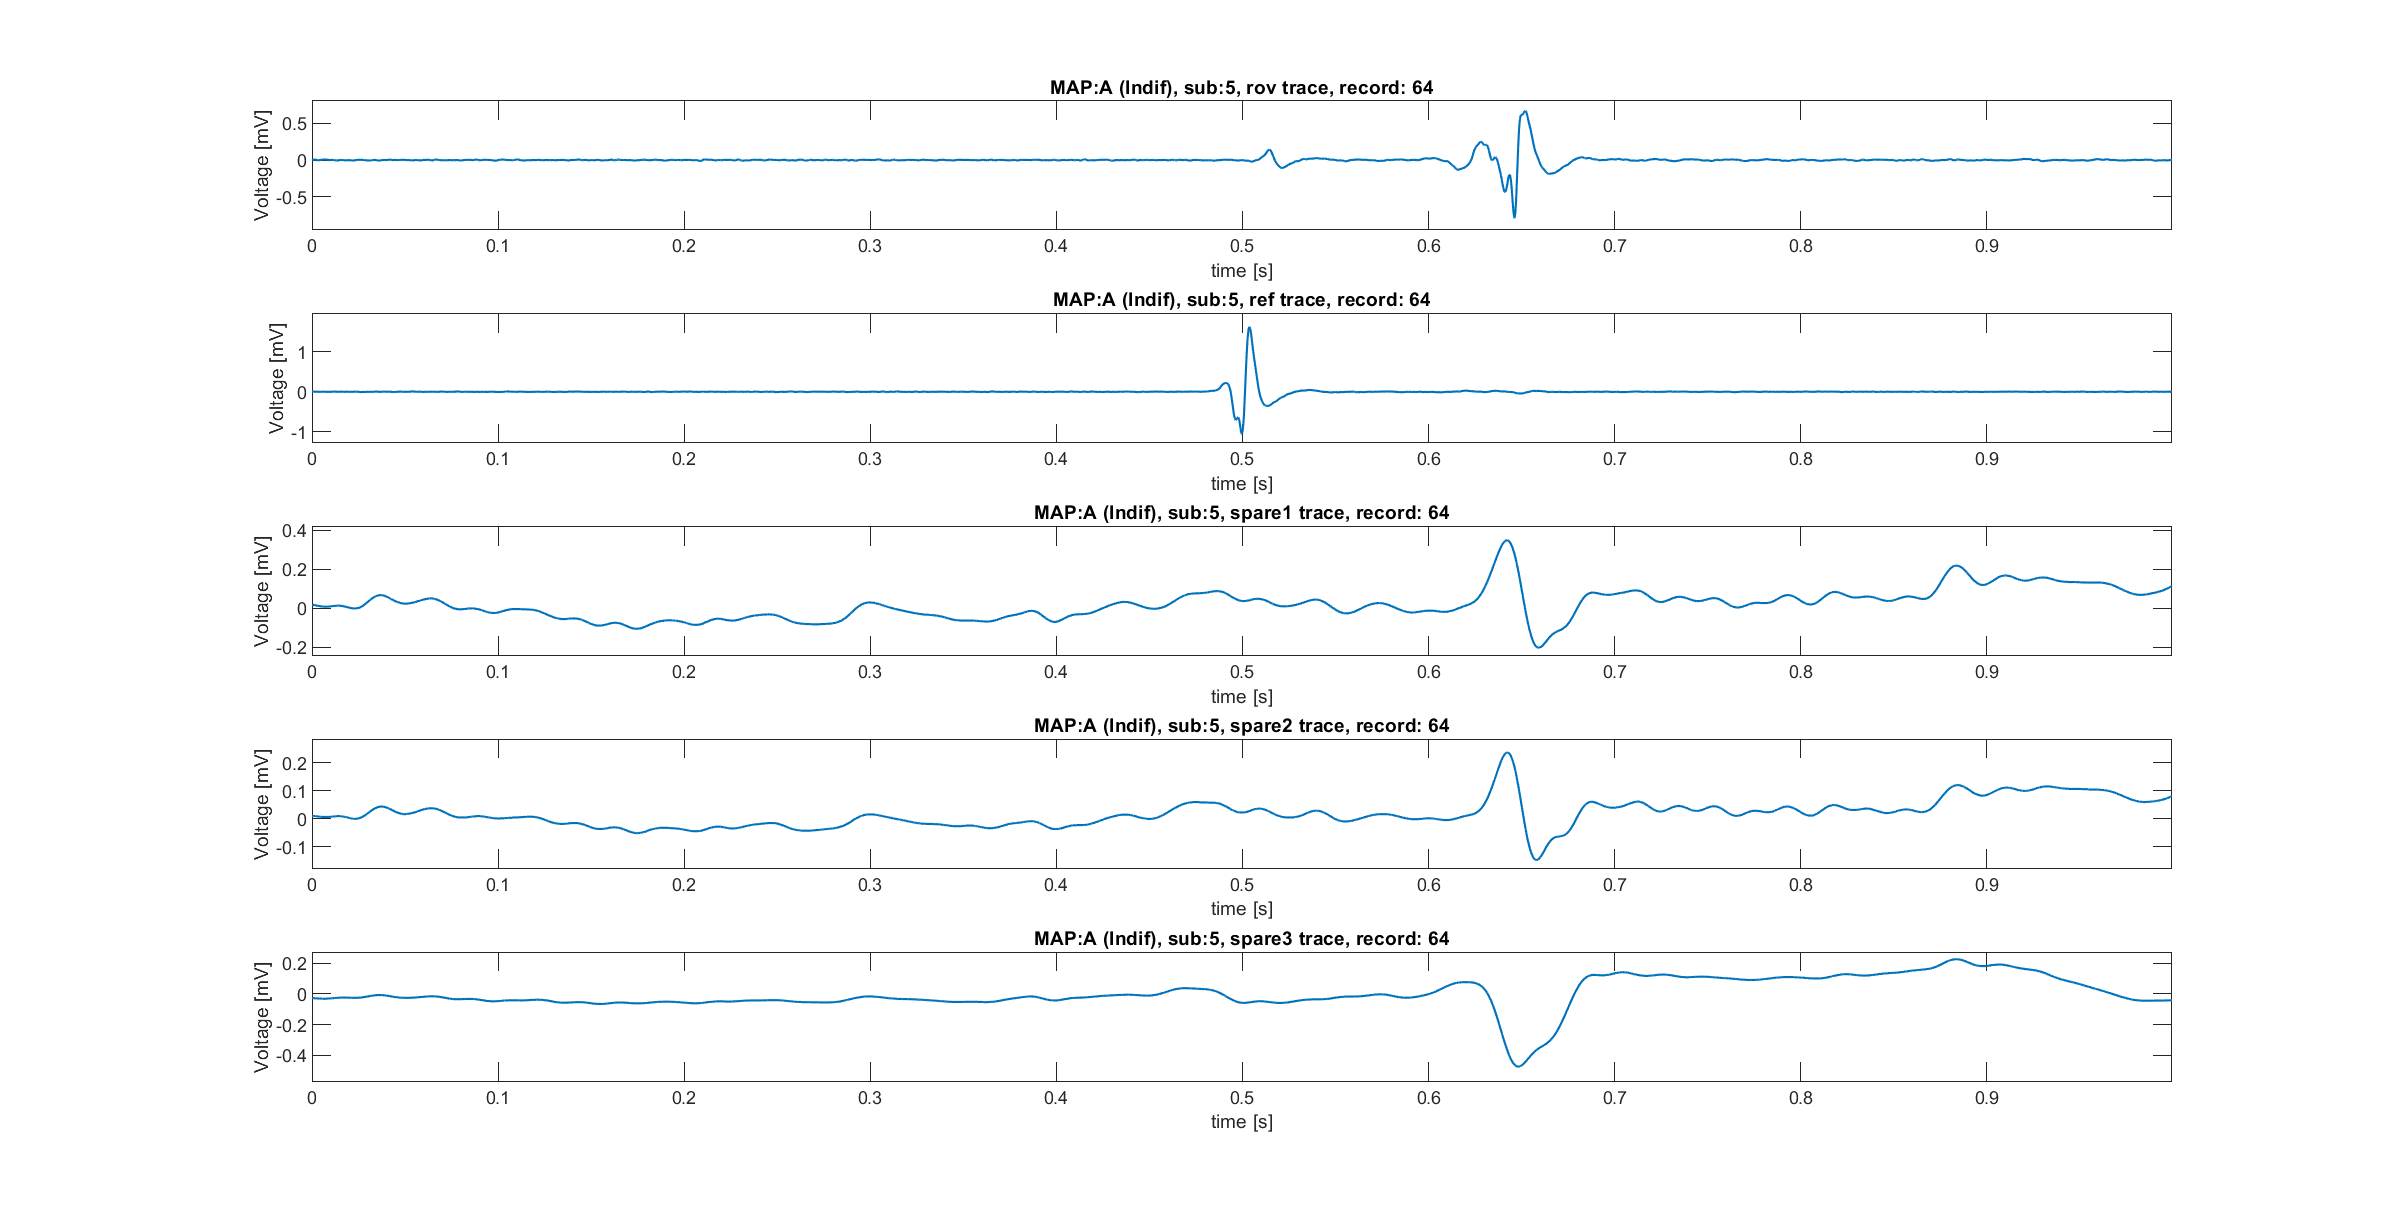 MAP:A (Indif), sub:5, rov trace, record: 64
Voltage [mV]
0.5
0
-0.5
0 0.1 0.2 0.3 0.4 0.5 0.6 0.7 0.8 0.9
time [s]
MAP:A (Indif), sub:5, ref trace, record: 64
Voltage [mV]
1
0
-1
0 0.1 0.2 0.3 0.4 0.5 0.6 0.7 0.8 0.9
time [s]
MAP:A (Indif), sub:5, spare1 trace, record: 64
Voltage [mV]
0.4
0.2
0
-0.2
0 0.1 0.2 0.3 0.4 0.5 0.6 0.7 0.8 0.9
time [s]
MAP:A (Indif), sub:5, spare2 trace, record: 64
Voltage [mV]
0.2
0.1
0
-0.1
0 0.1 0.2 0.3 0.4 0.5 0.6 0.7 0.8 0.9
time [s]
MAP:A (Indif), sub:5, spare3 trace, record: 64
Voltage [mV]
0.2
0
-0.2
-0.4
0 0.1 0.2 0.3 0.4 0.5 0.6 0.7 0.8 0.9
time [s]